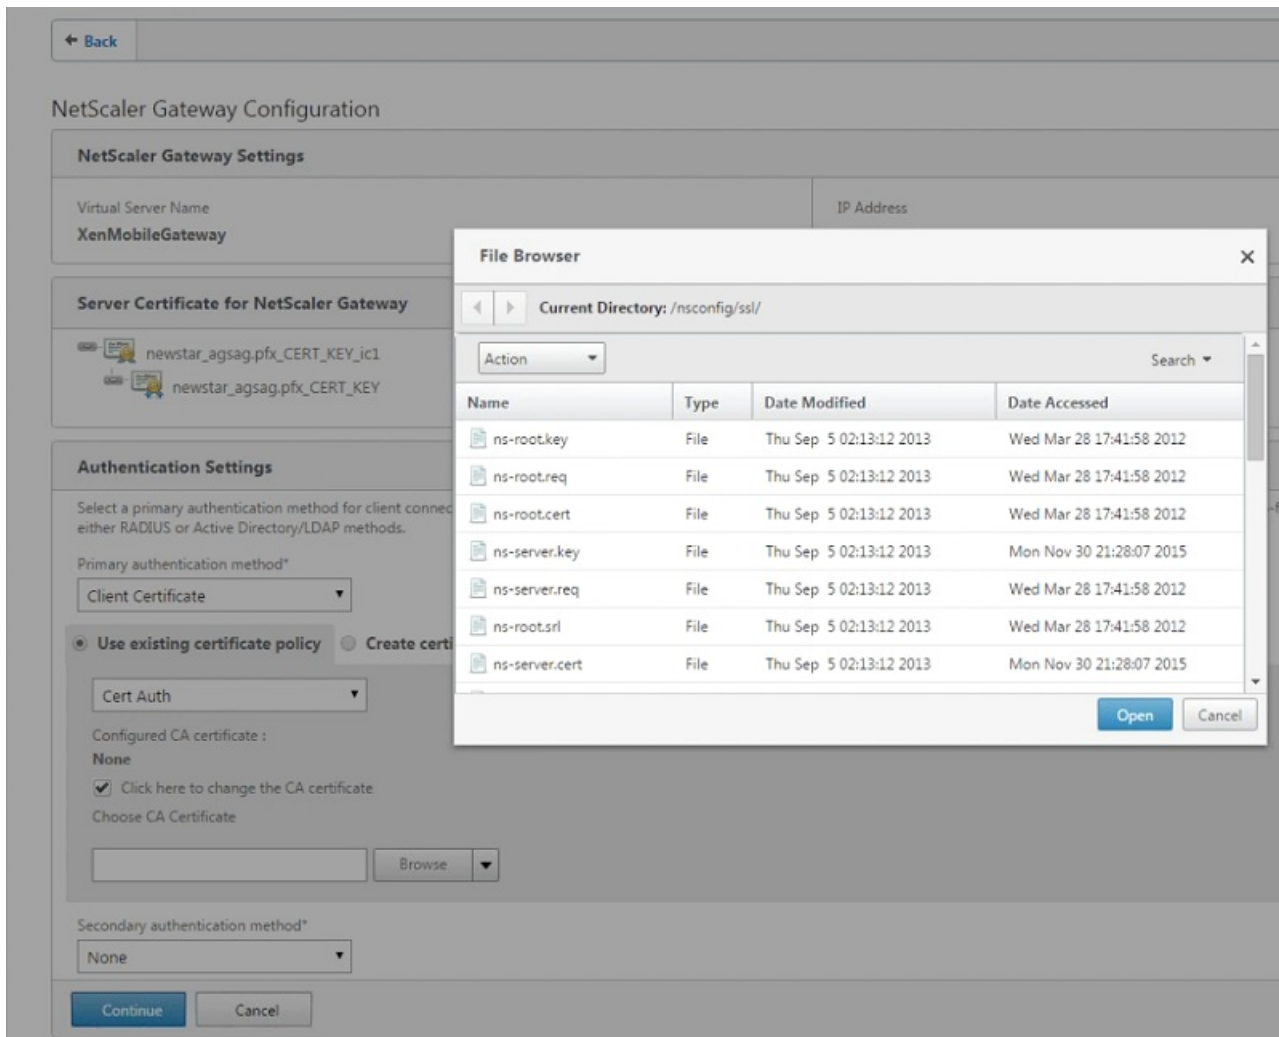 Back
NetScaler Gateway Configuration
NetScaler Gateway Settings
Virtual Server Name
IP Address
XenMobileGateway
Server Certificate for NetScaler Gateway
newstar_agsag.pfx_CERT_KEY_ic1
newstar_agsag.pfx_CERT_KEY
Authentication Settings
Select a primary authentication method for client connec
either RADIUS or Active Directory/LDAP methods.
Primary authentication method*
Client Certificate
Use existing certificate policy Create certi
Cert Auth
Configured CA certificate :
None
Click here to change the CA certificate
Choose CA Certificate
Browse
Secondary authentication method*
None
Continue Cancel
File Browser
Current Directory: /nsconfig/ssl/
Action Search
Name Type Date Modified Date Accessed
ns-root.key File Thu Sep 5 02:13:12 2013 Wed Mar 28 17:41:58 2012
ns-root.req File Thu Sep 5 02:13:12 2013 Wed Mar 28 17:41:58 2012
ns-root.cert File Thu Sep 5 02:13:12 2013 Wed Mar 28 17:41:58 2012
ns-server.key File Thu Sep 5 02:13:12 2013 Mon Nov 30 21:28:07 2015
ns-server.req File Thu Sep 5 02:13:12 2013 Wed Mar 28 17:41:58 2012
ns-root.srl File Thu Sep 5 02:13:12 2013 Wed Mar 28 17:41:58 2012
ns-server.cert File Thu Sep 5 02:13:12 2013 Mon Nov 30 21:28:07 2015
Open Cancel